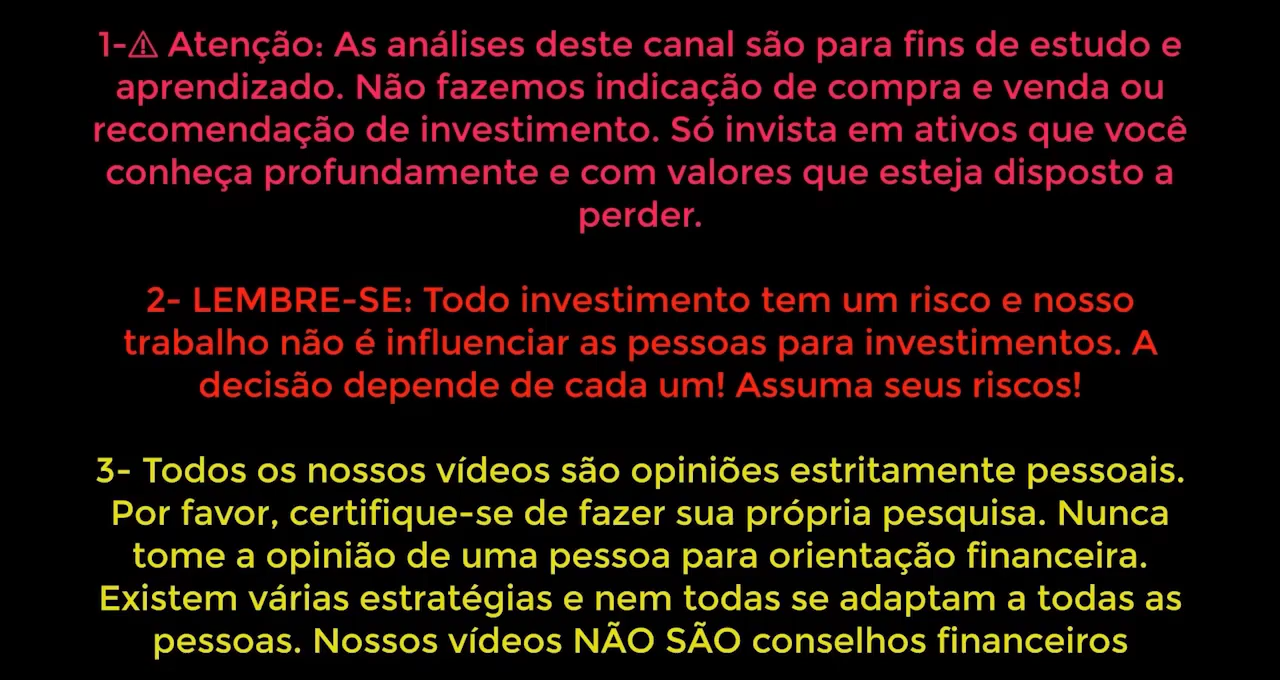 1-⚠ Atenção: As análises deste canal são para fins de estudo e
aprendizado. Não fazemos indicação de compra e venda ou
recomendação de investimento. Só invista em ativos que você
conheça profundamente e com valores que esteja disposto a
perder.
2- LEMBRE-SE: Todo investimento tem um risco e nosso
trabalho não é influenciar as pessoas para investimentos. A
decisão depende de cada um! Assuma seus riscos!
3- Todos os nossos vídeos são opiniões estritamente pessoais.
Por favor, certifique-se de fazer sua própria pesquisa. Nunca
tome a opinião de uma pessoa para orientação financeira.
Existem várias estratégias e nem todas se adaptam a todas as
pessoas. Nossos vídeos NÃO SÃO conselhos financeiros